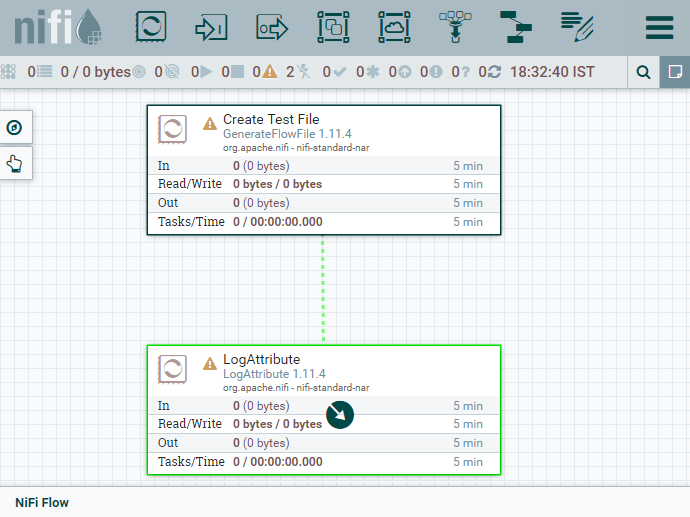 nifi
0 0 / 0 bytes 0 0 0 0 2 0 0 0 0 0 0 18:32:40 IST
Create Test File
GenerateFlowFile 1.11.4
org.apache.nifi - nifi-standard-nar
In 0 (0 bytes) 5 min
Read/Write 0 bytes / 0 bytes 5 min
Out 0 (0 bytes) 5 min
Tasks/Time 0 / 00:00:00.000 5 min
LogAttribute
LogAttribute 1.11.4
org.apache.nifi - nifi-standard-nar
In 0 (0 bytes) 5 min
Read/Write 0 bytes / 0 bytes 5 min
Out 0 (0 bytes) 5 min
Tasks/Time 0 / 00:00:00.000 5 min
NiFi Flow